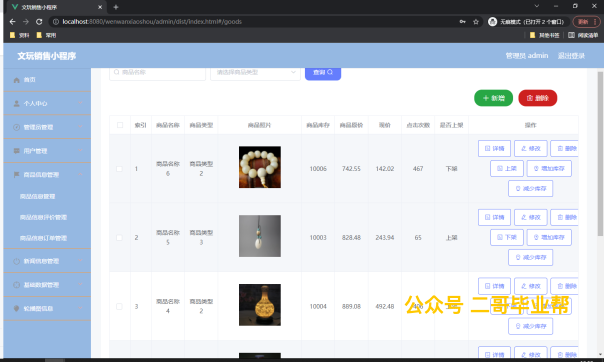 文玩销售小程序
localhost:8080/wenwanxiaoshou/admin/dist/index.html#/goods
无痕模式（已打开 2 个窗口）
更新
资料
常用
其他书签
阅读清单
文玩销售小程序
管理员 admin
退出登录
首页
个人中心
管理员管理
用户管理
商品信息管理
商品信息管理
商品信息评价管理
商品信息订单管理
新闻信息管理
基础数据管理
轮播图信息
商品名称
请选择商品类型
查询
+ 新增
删除
索引 商品名称 商品类型 商品照片 商品库存 商品原价 现价 点击次数 是否上架 操作
1 商品名称6 商品类型2 10006 742.55 142.02 467 下架
详情 修改 删除
上架 增加库存
减少库存
2 商品名称5 商品类型3 10003 828.48 243.94 65 上架
详情 修改 删除
下架 增加库存
减少库存
3 商品名称4 商品类型2 10004 889.08 492.48
详情 修改 删除
减少库存
公众号 二哥毕业帮